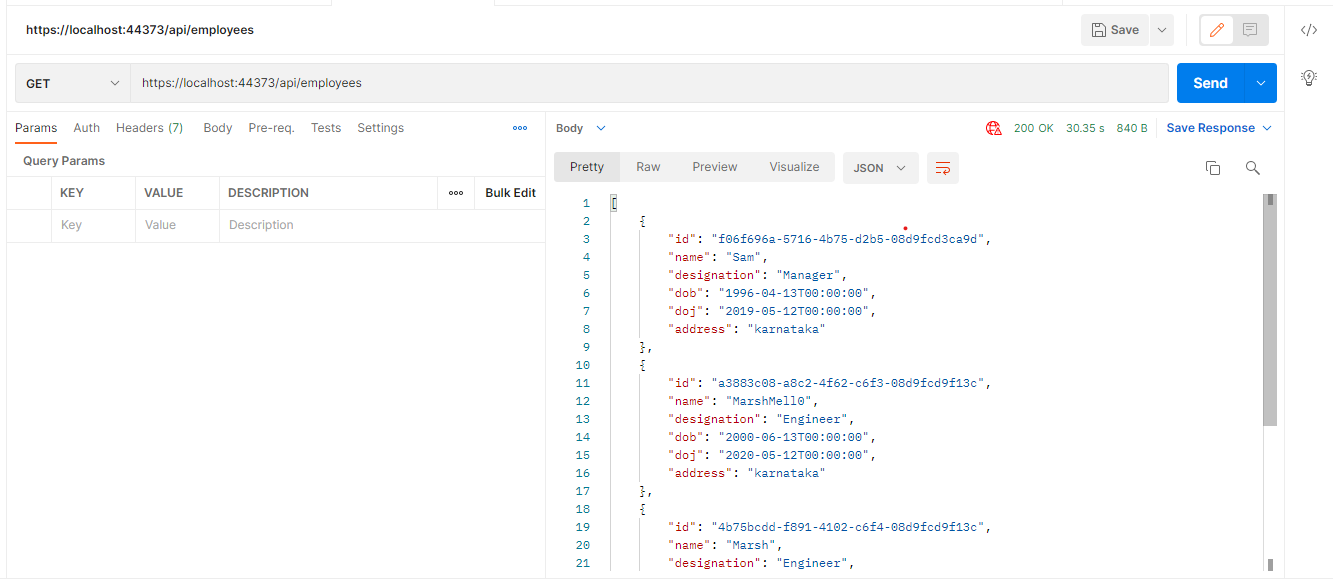 https://localhost:44373/api/employees
Save
GET https://localhost:44373/api/employees Send
Params Auth Headers (7) Body Pre-req. Tests Settings
Body 200 OK 30.35 s 840 B Save Response
Query Params
Pretty Raw Preview Visualize JSON
KEY VALUE DESCRIPTION Bulk Edit
Key Value Description
1 [
2 {
3 "id": "f06f696a-5716-4b75-d2b5-08d9fcd3ca9d",
4 "name": "Sam",
5 "designation": "Manager",
6 "dob": "1996-04-13T00:00:00",
7 "doj": "2019-05-12T00:00:00",
8 "address": "karnataka"
9 },
10 {
11 "id": "a3883c08-a8c2-4f62-c6f3-08d9fcd9f13c",
12 "name": "MarshMell0",
13 "designation": "Engineer",
14 "dob": "2000-06-13T00:00:00",
15 "doj": "2020-05-12T00:00:00",
16 "address": "karnataka"
17 },
18 {
19 "id": "4b75bcdd-f891-4102-c6f4-08d9fcd9f13c",
20 "name": "Marsh",
21 "designation": "Engineer",